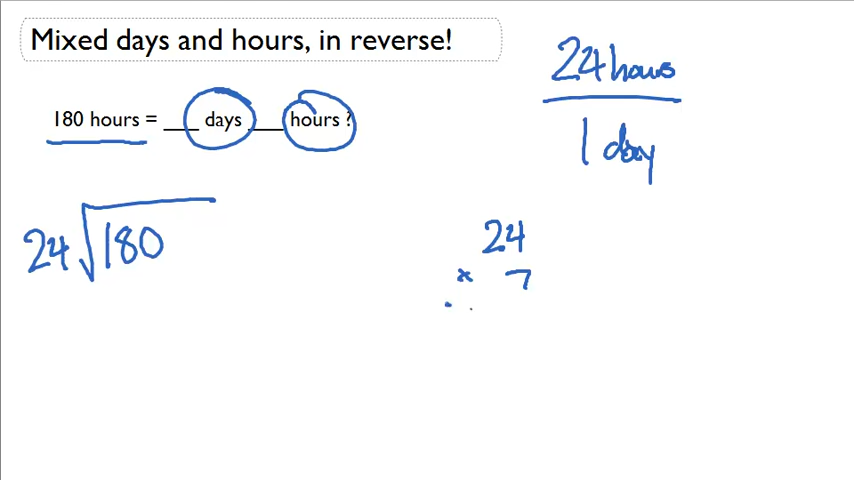 Mixed days and hours, in reverse!
180 hours = ___ days ___ hours ?
24 hours
1 day
24 180
24
× 7